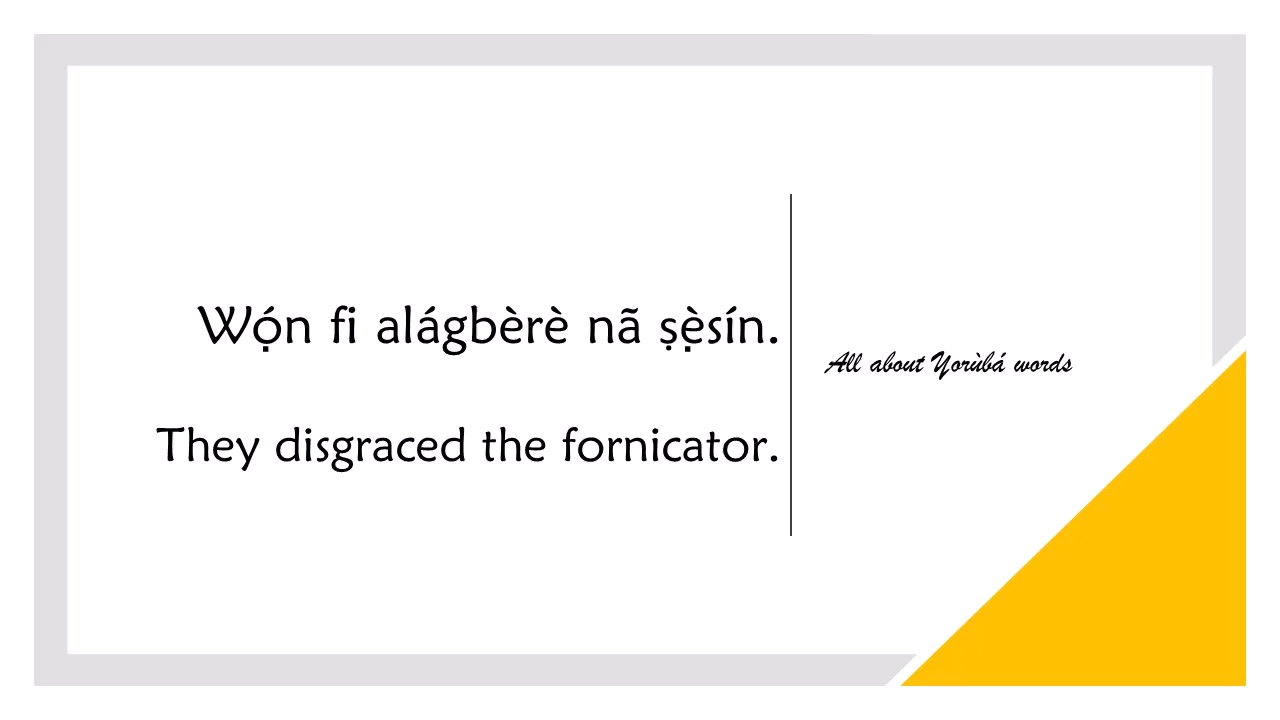 Wọ́n fi alágbèrè nã ṣẹ̀sín.
They disgraced the fornicator.
All about Yorùbá words